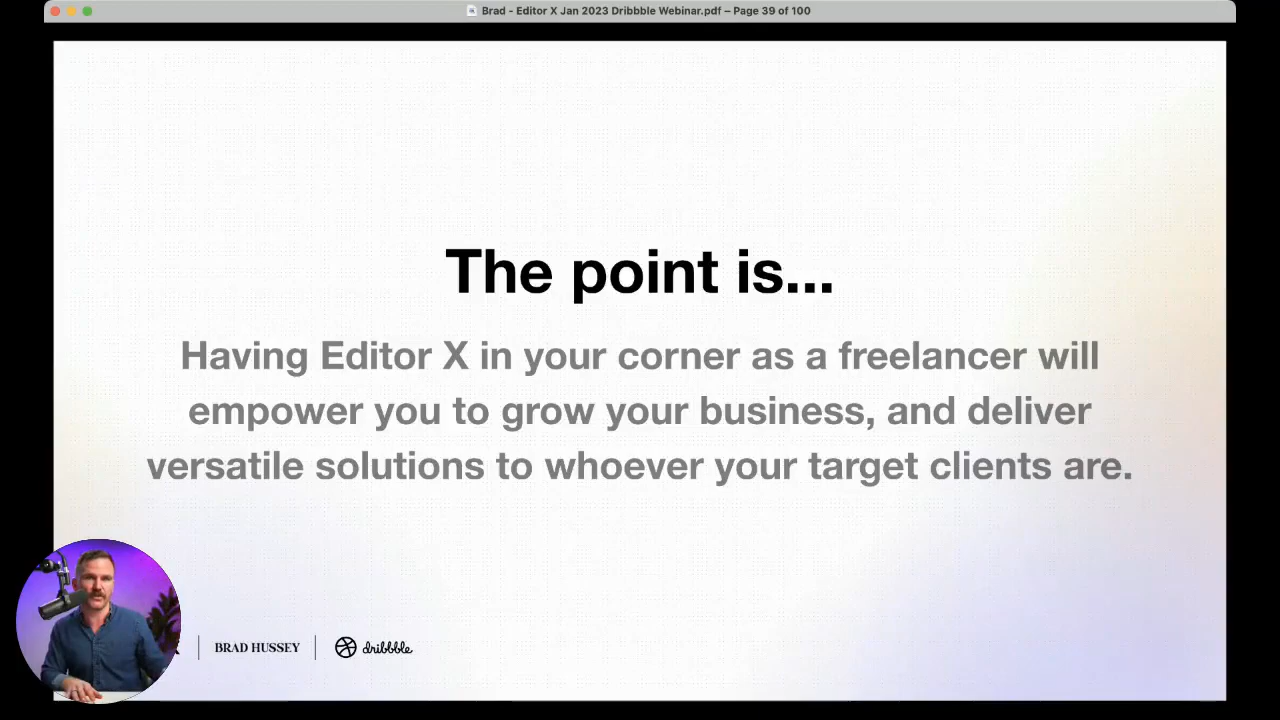 Brad - Editor X Jan 2023 Dribbble Webinar.pdf – Page 39 of 100
The point is...
Having Editor X in your corner as a freelancer will
empower you to grow your business, and deliver
versatile solutions to whoever your target clients are.
BRAD HUSSEY
dribbble